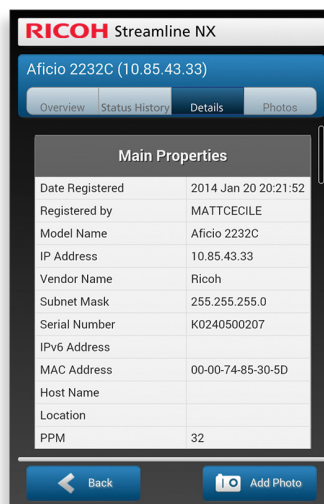 RICOH Streamline NX
Aficio 2232C (10.85.43.33)
Overview Status History Details Photos
Main Properties
Date Registered 2014 Jan 20 20:21:52
Registered by MATTCECILE
Model Name Aficio 2232C
IP Address 10.85.43.33
Vendor Name Ricoh
Subnet Mask 255.255.255.0
Serial Number K0240500207
IPv6 Address
MAC Address 00-00-74-85-30-5D
Host Name
Location
PPM 32
Back Add Photo